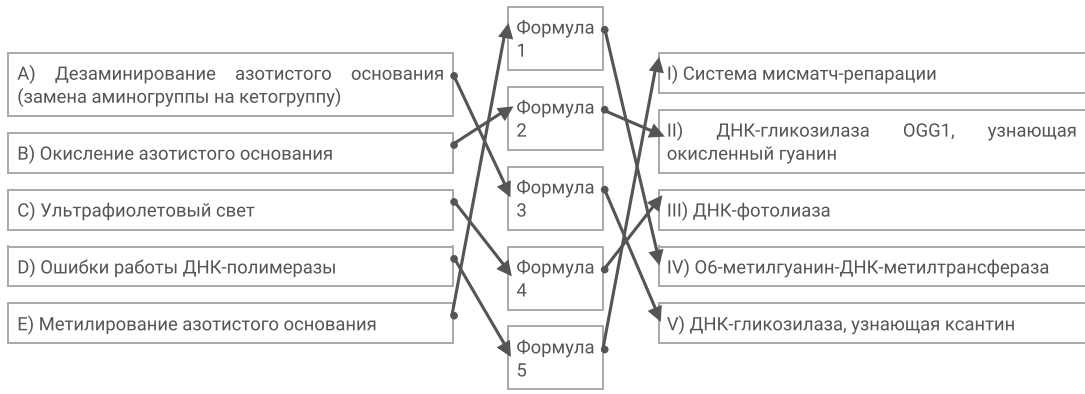 A) Дезаминирование азотистого основания
(замена аминогруппы на кетогруппу)
B) Окисление азотистого основания
C) Ультрафиолетовый свет
D) Ошибки работы ДНК-полимеразы
E) Метилирование азотистого основания
Формула
1
Формула
2
Формула
3
Формула
4
Формула
5
I) Система мисматч-репарации
II) ДНК-гликозилаза OGG1, узнающая
окисленный гуанин
III) ДНК-фотолиаза
IV) О6-метилгуанин-ДНК-метилтрансфераза
V) ДНК-гликозилаза, узнающая ксантин